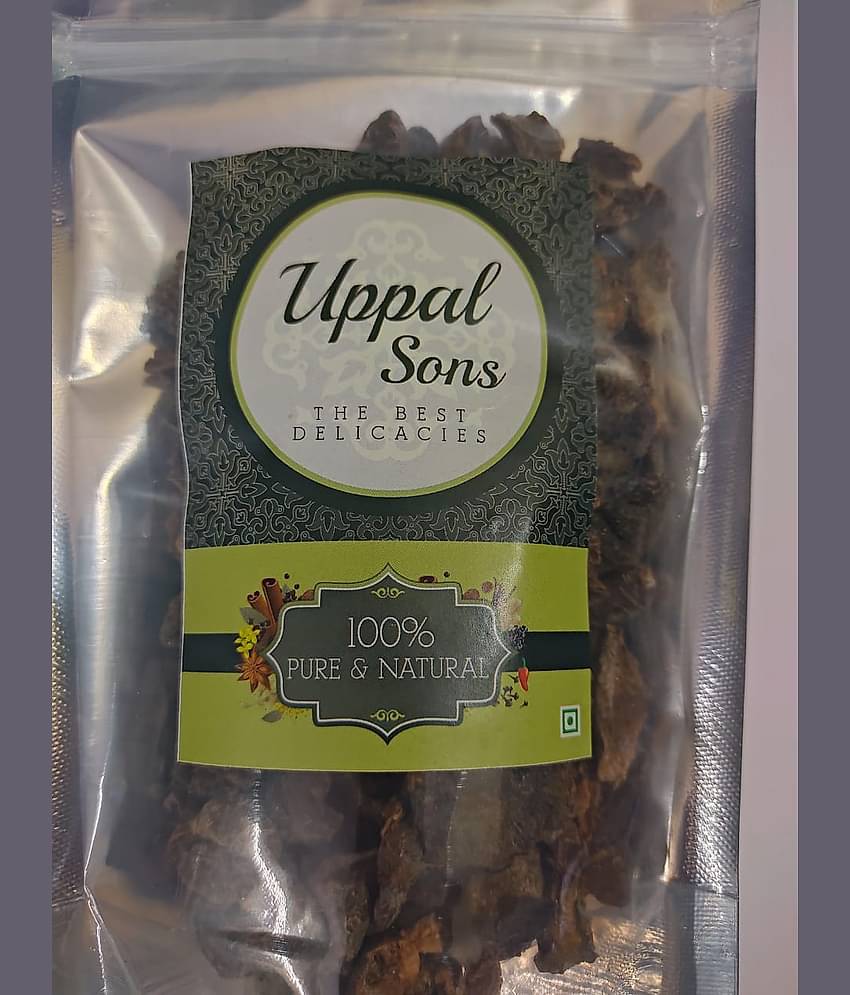 Uppal
Sons
THE BEST
DELICACIES
100%
PURE & NATURAL